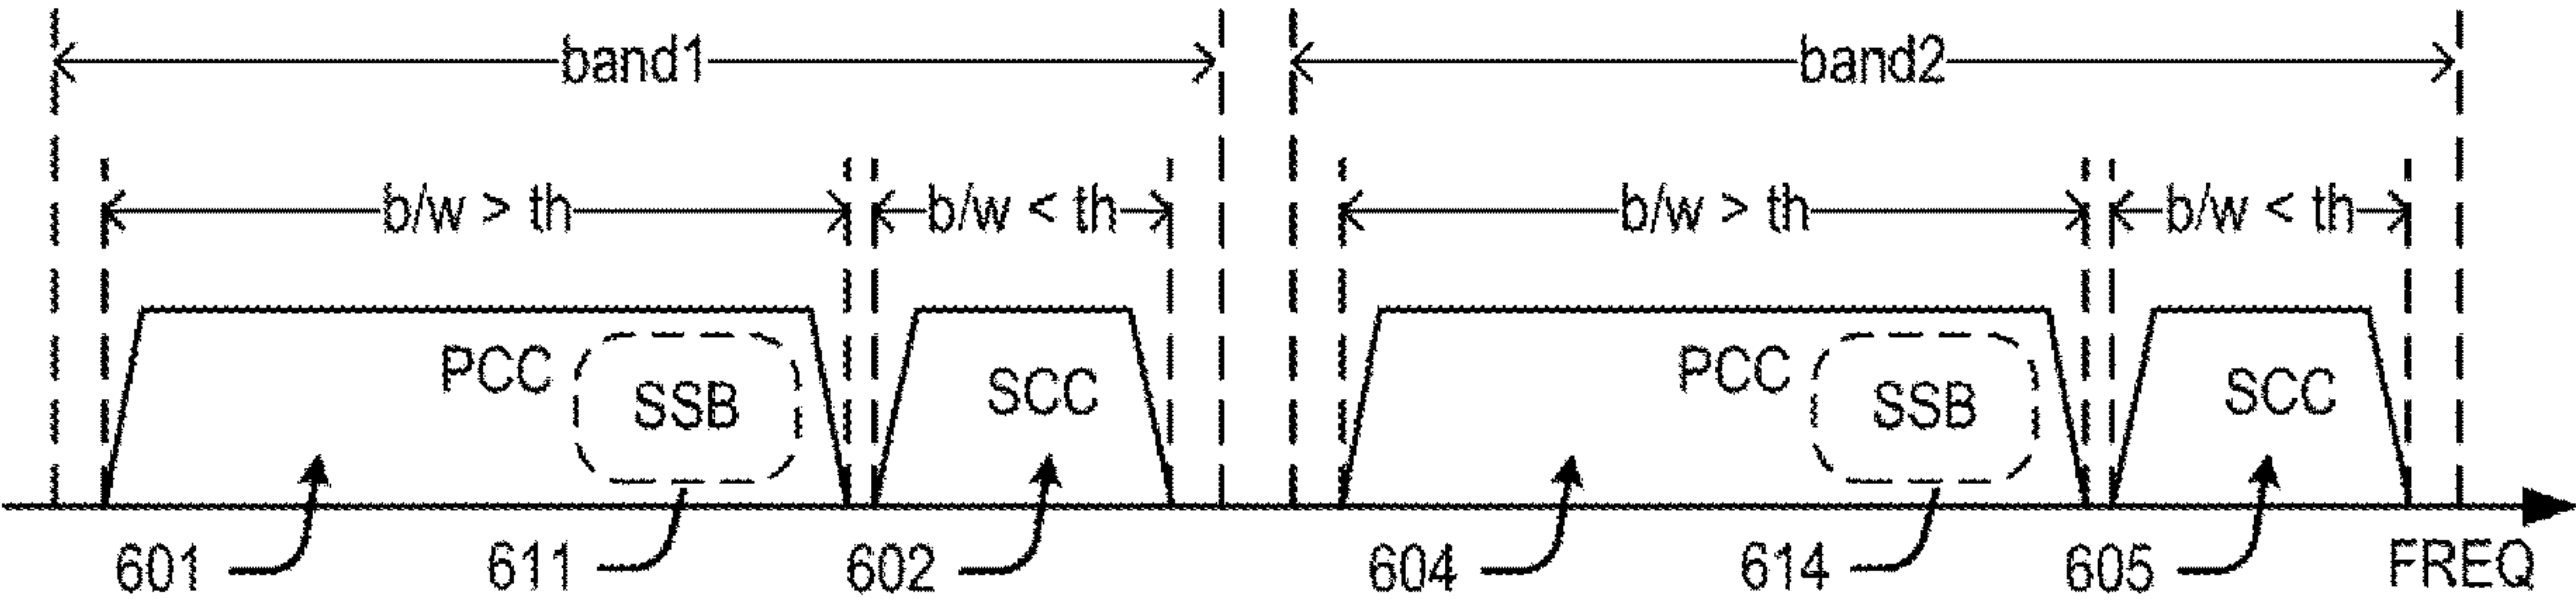 band1 band2
b/w > th b/w < th b/w > th b/w < th
PCC SSB SCC PCC SSB SCC
601 611 602 604 614 605 FREQ